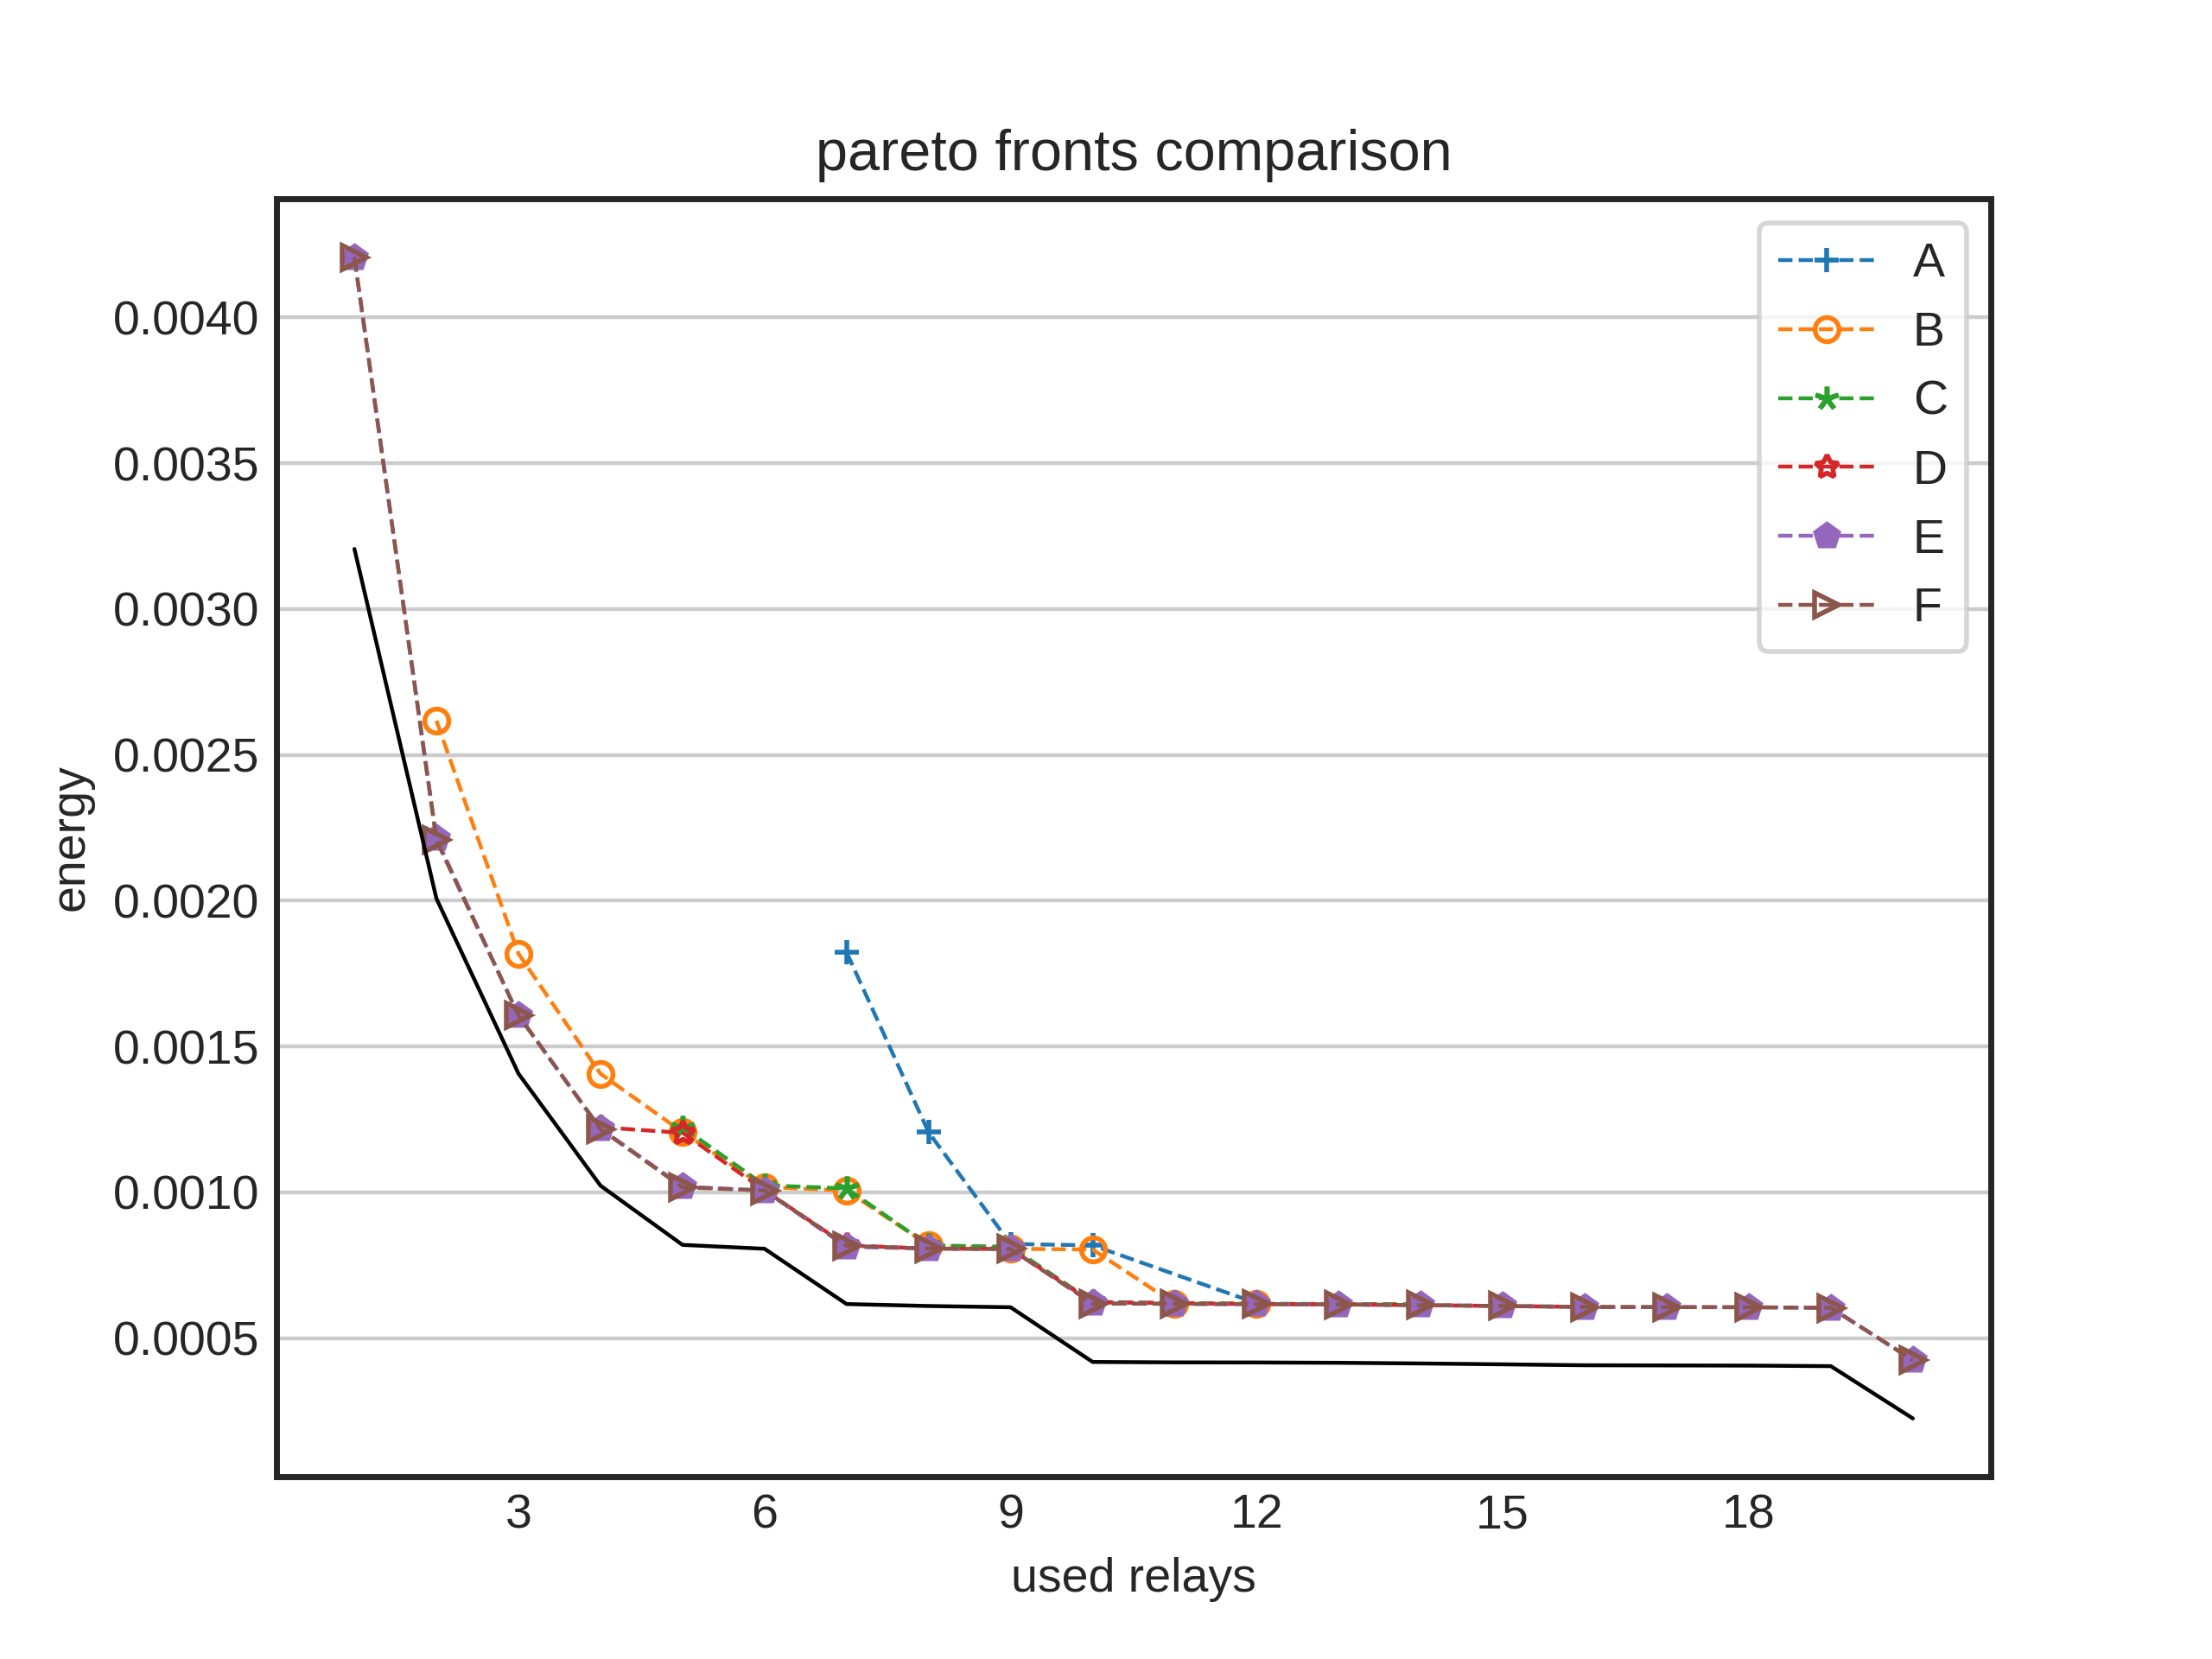 pareto fronts comparison
A
B
C
D
E
F
energy
0.0040
0.0035
0.0030
0.0025
0.0020
0.0015
0.0010
0.0005
3 6 9 12 15 18
used relays